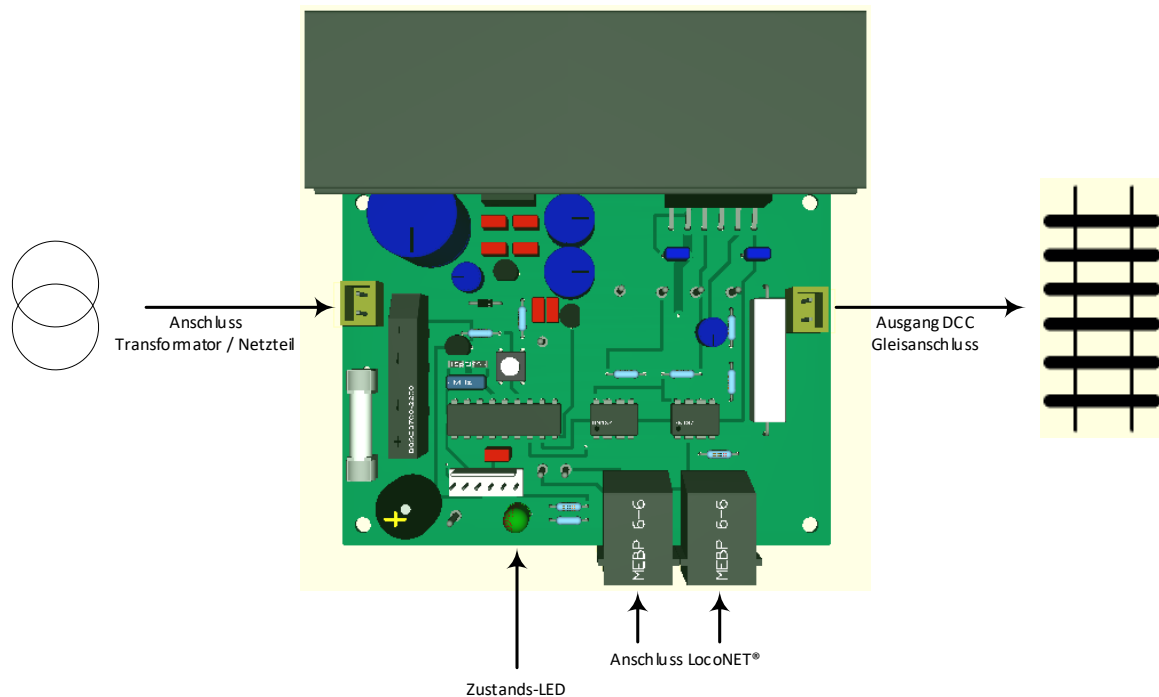 Anschluss
Transformator / Netzteil
Ausgang DCC
Gleisanschluss
+
MEBP 6-6
MEBP 6-6
Anschluss LocoNET®
Zustands-LED